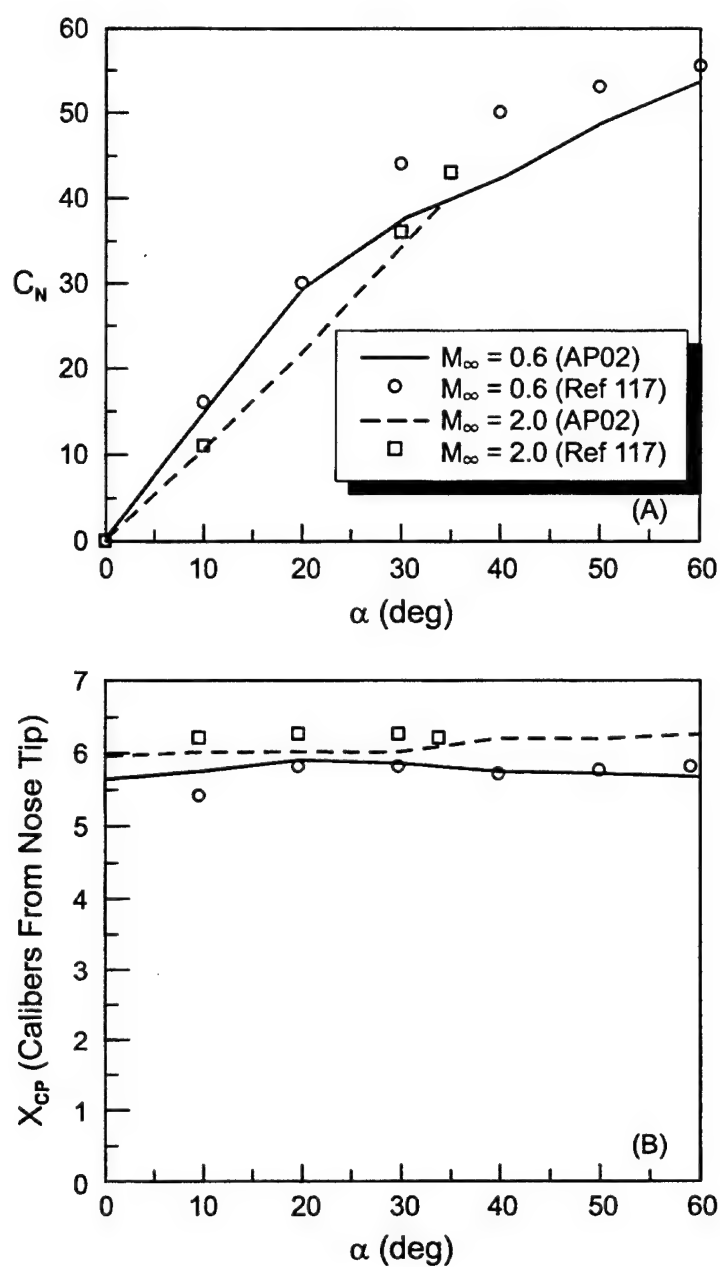 60
50
40
C_N 30
20
10
0
M∞ = 0.6 (AP02)
M∞ = 0.6 (Ref 117)
M∞ = 2.0 (AP02)
M∞ = 2.0 (Ref 117)
(A)
0 10 20 30 40 50 60
α (deg)
7
6
5
4
3
2
1
0
X_CP (Calibers From Nose Tip)
(B)
0 10 20 30 40 50 60
α (deg)